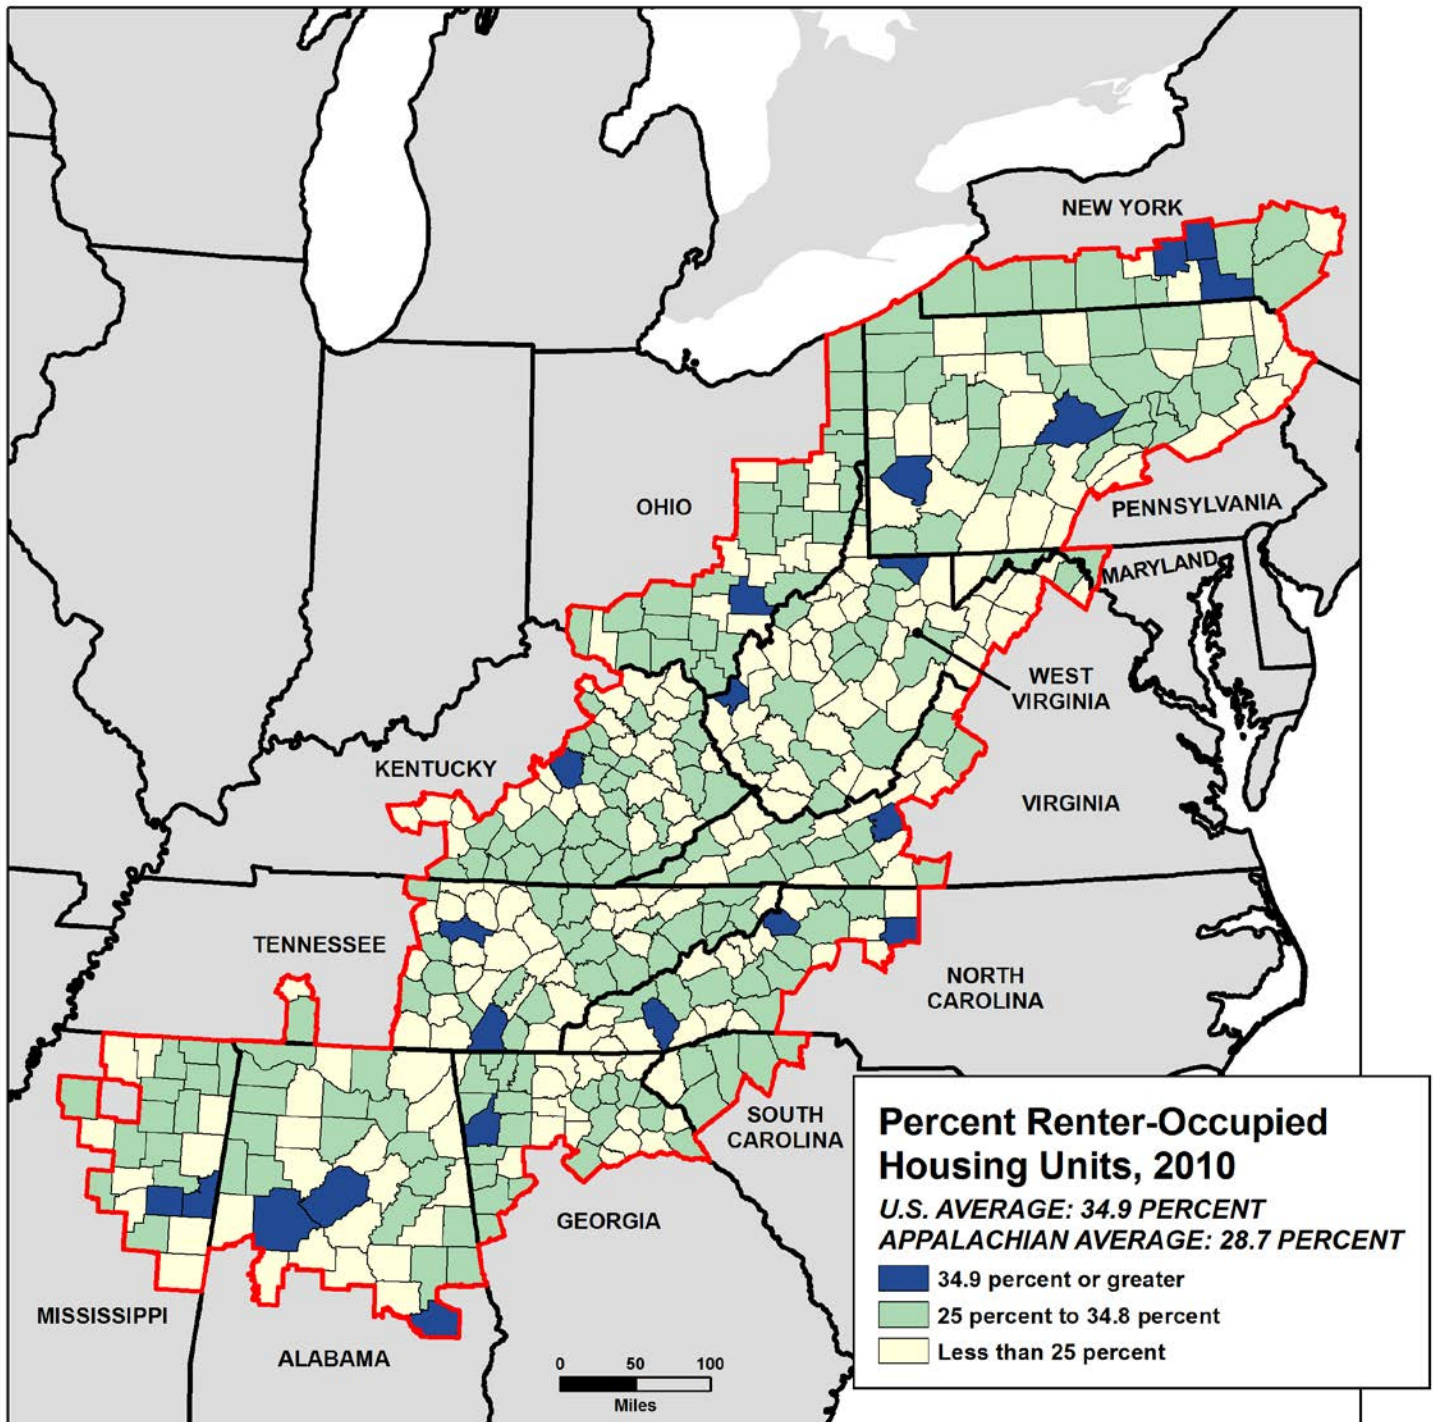 NEW YORK
OHIO
PENNSYLVANIA
MARYLAND
WEST
VIRGINIA
KENTUCKY
VIRGINIA
TENNESSEE
NORTH
CAROLINA
SOUTH
CAROLINA
GEORGIA
MISSISSIPPI
ALABAMA
0 50 100
Miles
Percent Renter-Occupied
Housing Units, 2010
U.S. AVERAGE: 34.9 PERCENT
APPALACHIAN AVERAGE: 28.7 PERCENT
34.9 percent or greater
25 percent to 34.8 percent
Less than 25 percent